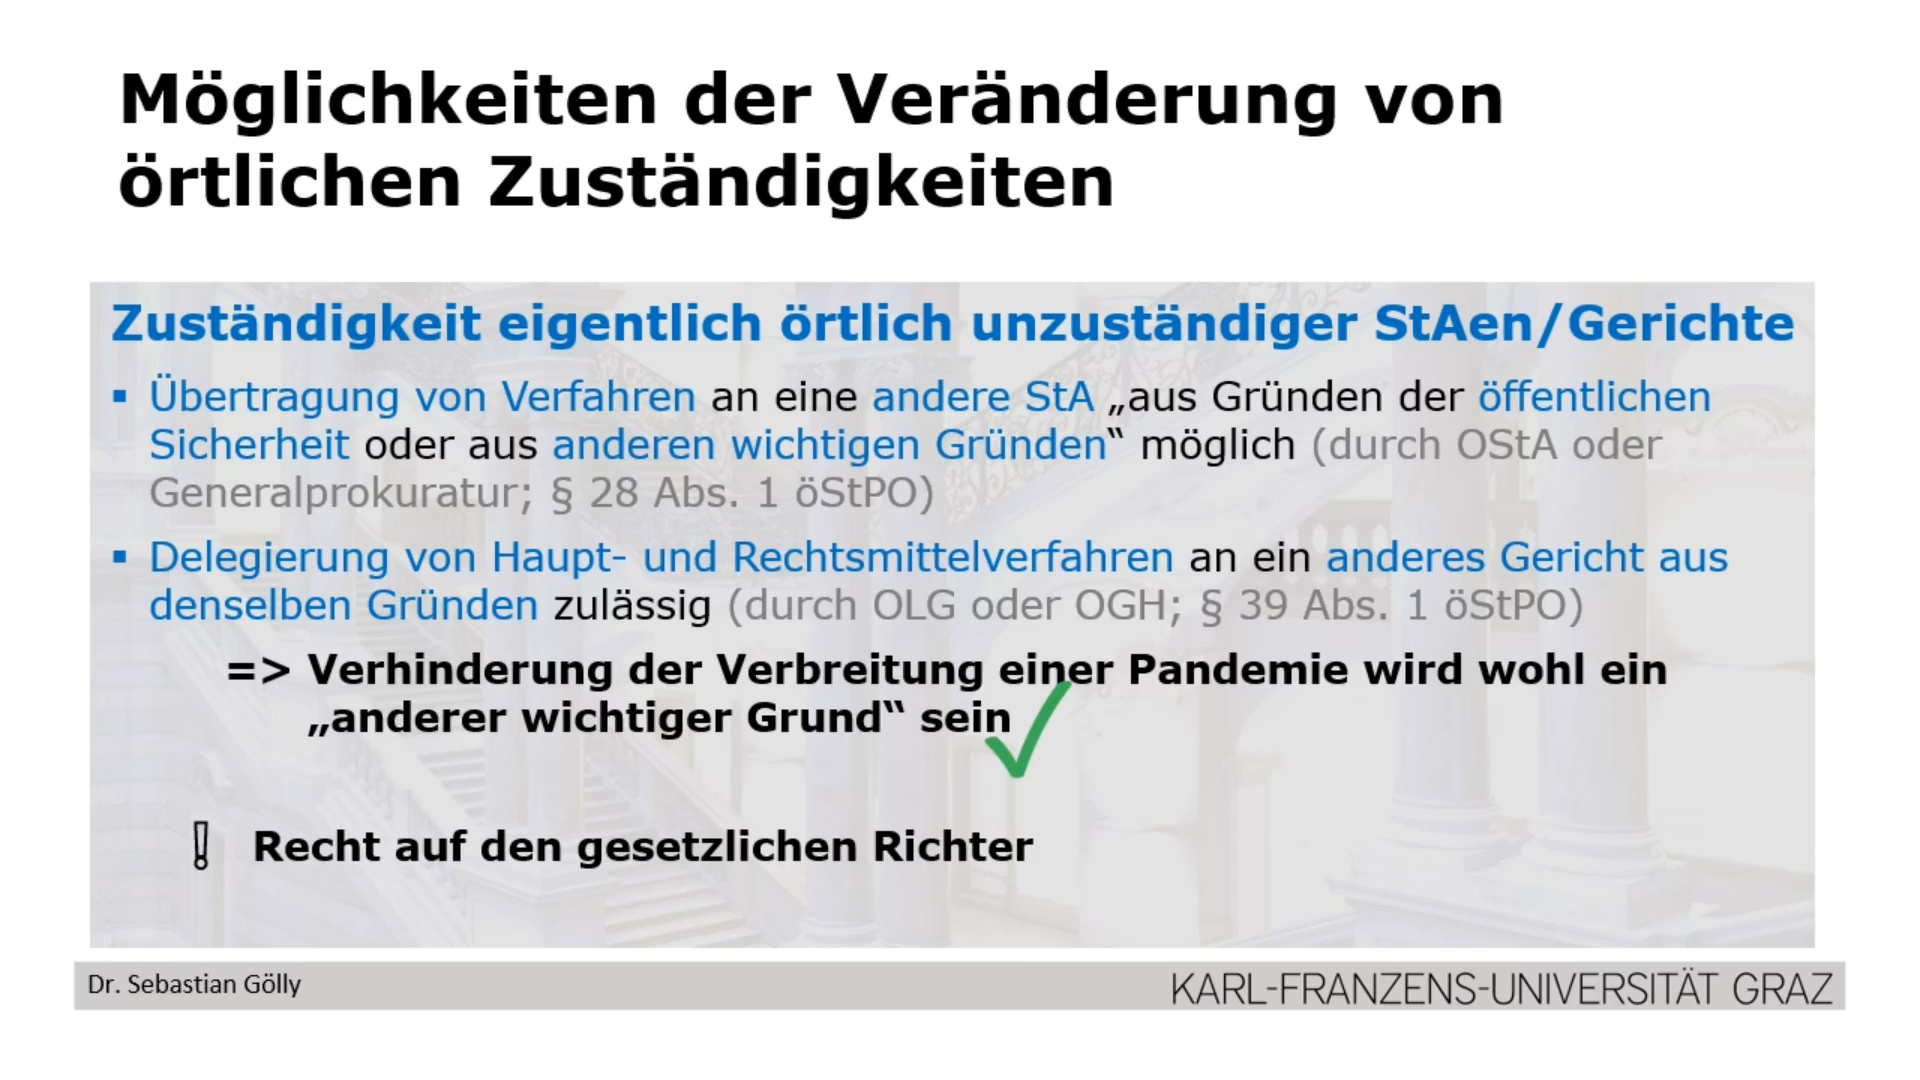 Möglichkeiten der Veränderung von
örtlichen Zuständigkeiten
Zuständigkeit eigentlich örtlich unzuständiger StAen/Gerichte
▪ Übertragung von Verfahren an eine andere StA „aus Gründen der öffentlichen
Sicherheit oder aus anderen wichtigen Gründen“ möglich (durch OStA oder
Generalprokuratur; § 28 Abs. 1 öStPO)
▪ Delegierung von Haupt- und Rechtsmittelverfahren an ein anderes Gericht aus
denselben Gründen zulässig (durch OLG oder OGH; § 39 Abs. 1 öStPO)
=> Verhinderung der Verbreitung einer Pandemie wird wohl ein
„anderer wichtiger Grund“ sein
! Recht auf den gesetzlichen Richter
Dr. Sebastian Gölly
KARL-FRANZENS-UNIVERSITÄT GRAZ